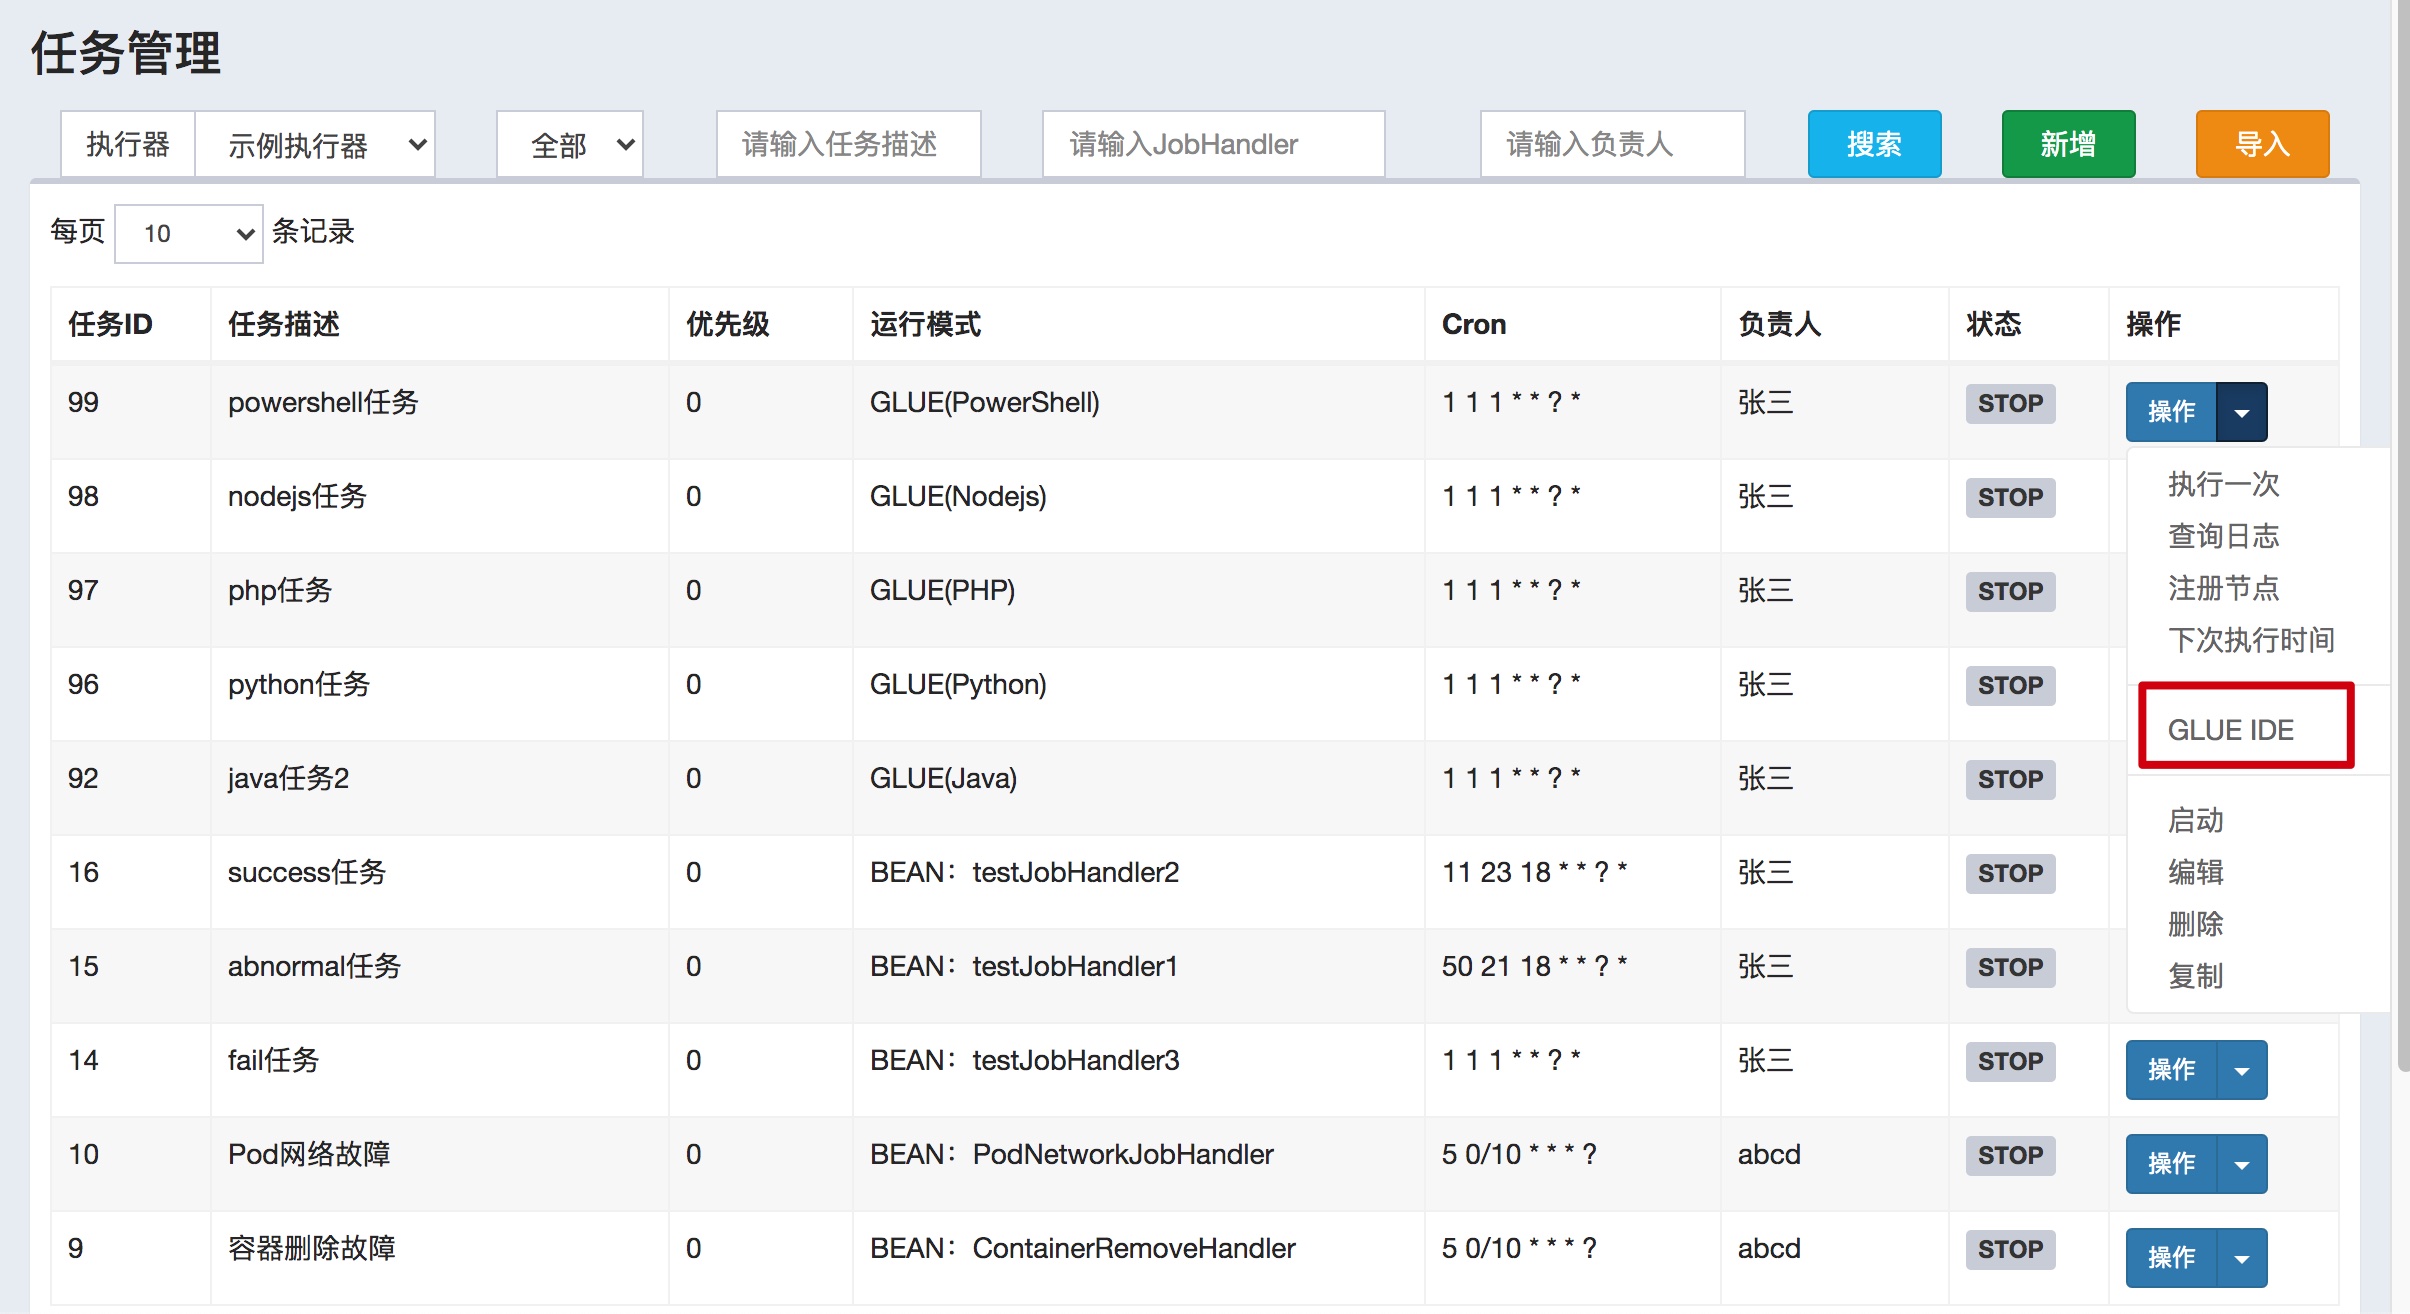 任务管理
执行器 示例执行器 全部 请输入任务描述 请输入JobHandler 请输入负责人 搜索 新增 导入
每页 10 条记录
任务ID 任务描述 优先级 运行模式 Cron 负责人 状态 操作
99 powershell任务 0 GLUE(PowerShell) 1 1 1 * * ? * 张三 STOP 操作
98 nodejs任务 0 GLUE(Nodejs) 1 1 1 * * ? * 张三 STOP
97 php任务 0 GLUE(PHP) 1 1 1 * * ? * 张三 STOP
96 python任务 0 GLUE(Python) 1 1 1 * * ? * 张三 STOP
92 java任务2 0 GLUE(Java) 1 1 1 * * ? * 张三 STOP
16 success任务 0 BEAN：testJobHandler2 11 23 18 * * ? * 张三 STOP
15 abnormal任务 0 BEAN：testJobHandler1 50 21 18 * * ? * 张三 STOP
14 fail任务 0 BEAN：testJobHandler3 1 1 1 * * ? * 张三 STOP 操作
10 Pod网络故障 0 BEAN：PodNetworkJobHandler 5 0/10 * * * ? abcd STOP 操作
9 容器删除故障 0 BEAN：ContainerRemoveHandler 5 0/10 * * * ? abcd STOP 操作
执行一次
查询日志
注册节点
下次执行时间
GLUE IDE
启动
编辑
删除
复制